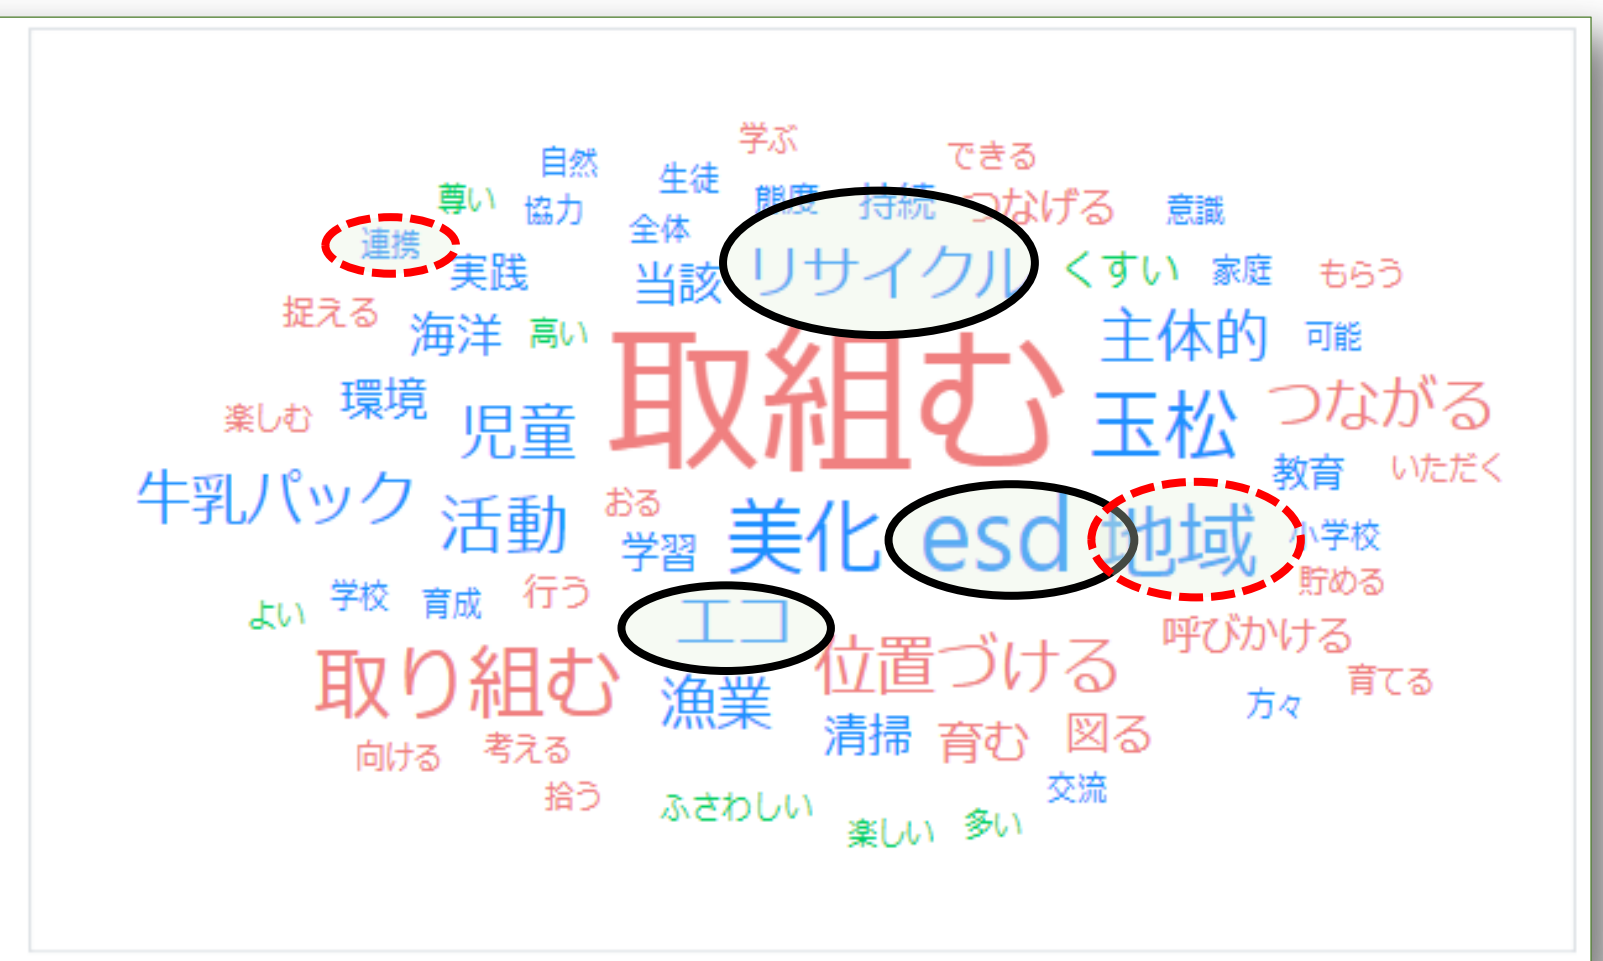 学ぶ
自然 生徒 できる
尊い 協力 全体 態度 持続 つなげる 意識
連携 実践 当該 リサイクル くすい 家庭 もらう
捉える 海洋 高い 主体的 可能
楽しむ 環境 児童 取組む 玉松 つながる
牛乳パック 活動 おる 教育 いただく
学習 美化 esd 地域 小学校
よい 学校 育成 行う エコ 貯める
取り組む 漁業 位置づける 呼びかける 育てる
向ける 考える 清掃 育む 図る 方々
拾う ふさわしい 楽しい 多い 交流